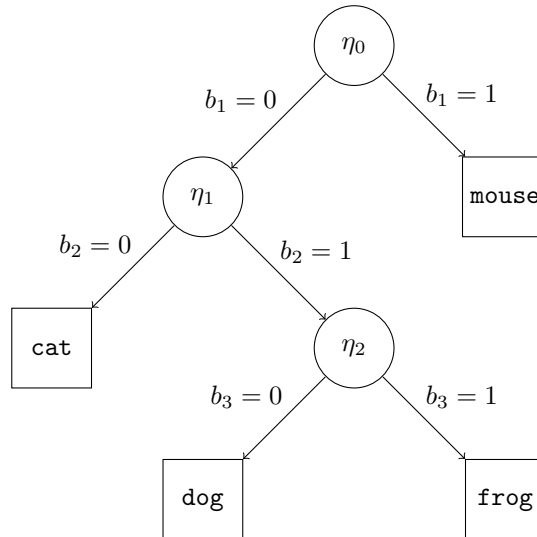 η₀
b₁ = 0
b₁ = 1
η₁
mouse
b₂ = 0
b₂ = 1
cat
η₂
b₃ = 0
b₃ = 1
dog
frog